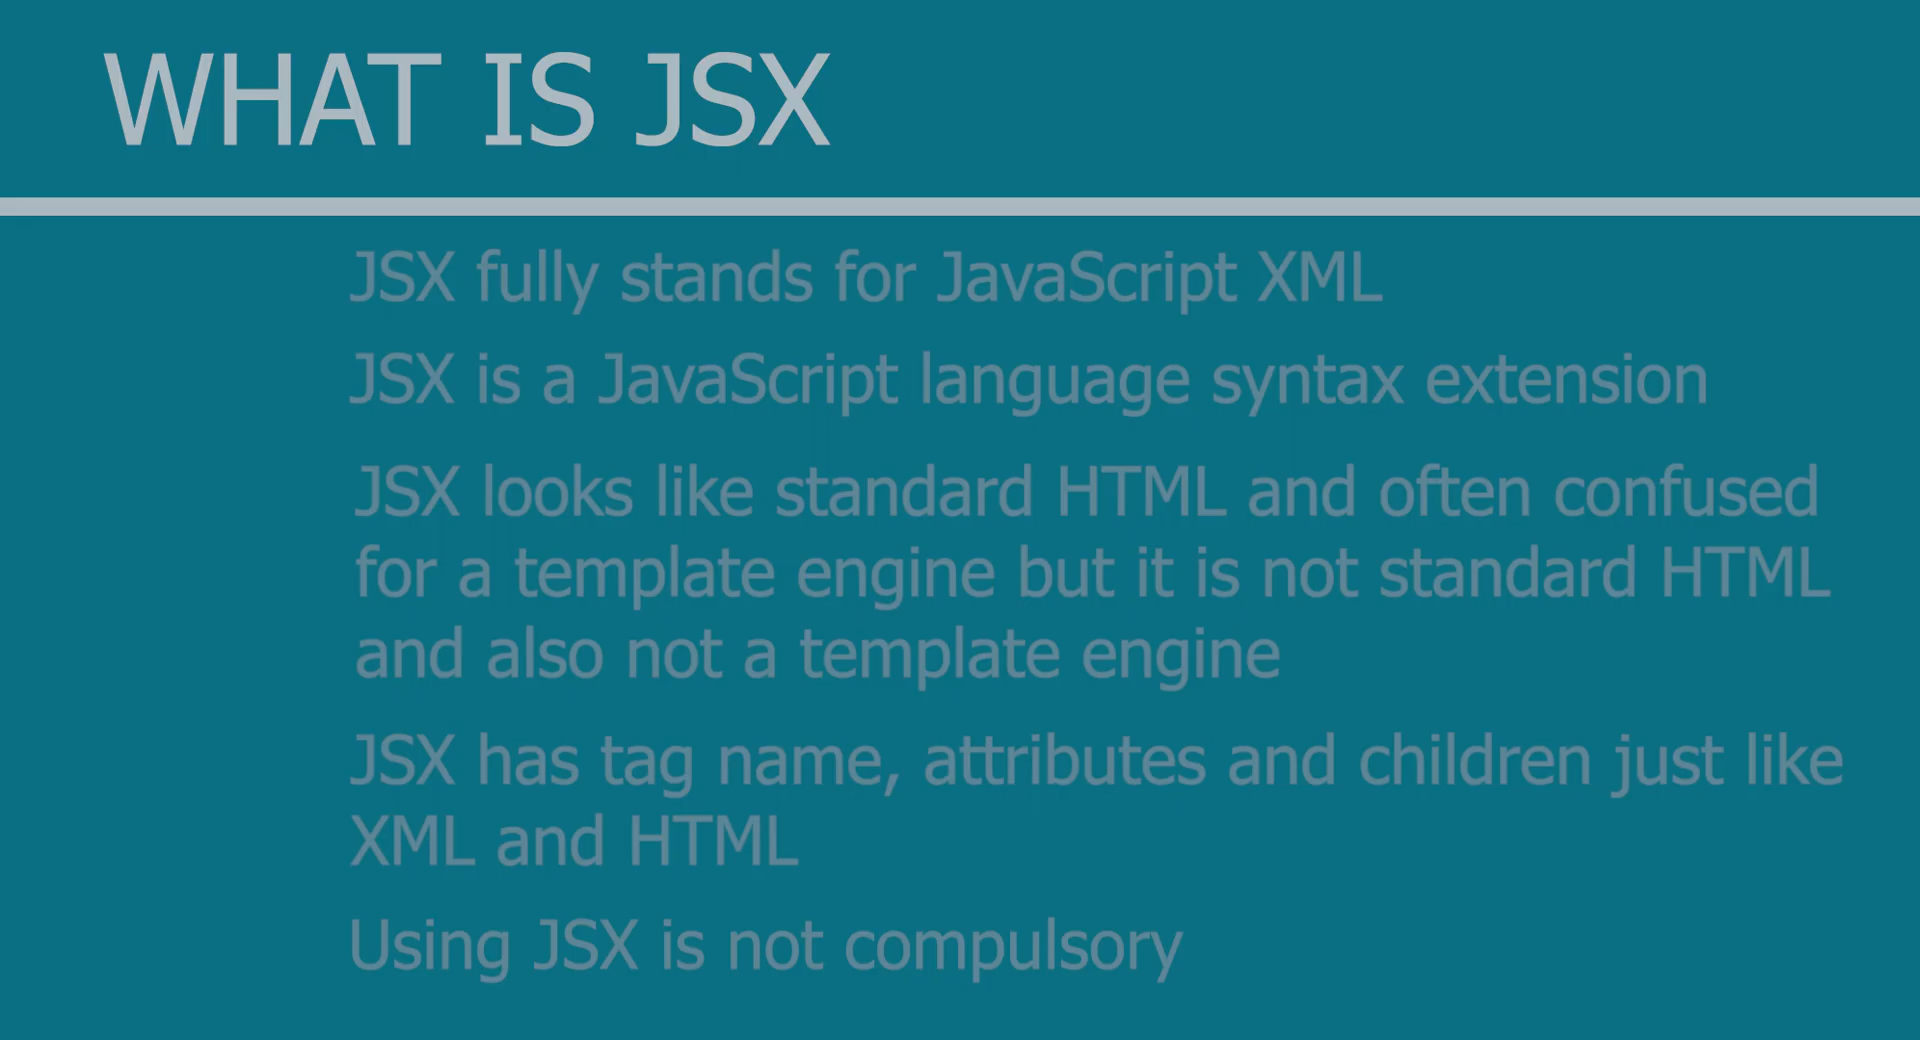 WHAT IS JSX
JSX fully stands for JavaScript XML
JSX is a JavaScript language syntax extension
JSX looks like standard HTML and often confused
for a template engine but it is not standard HTML
and also not a template engine
JSX has tag name, attributes and children just like
XML and HTML
Using JSX is not compulsory